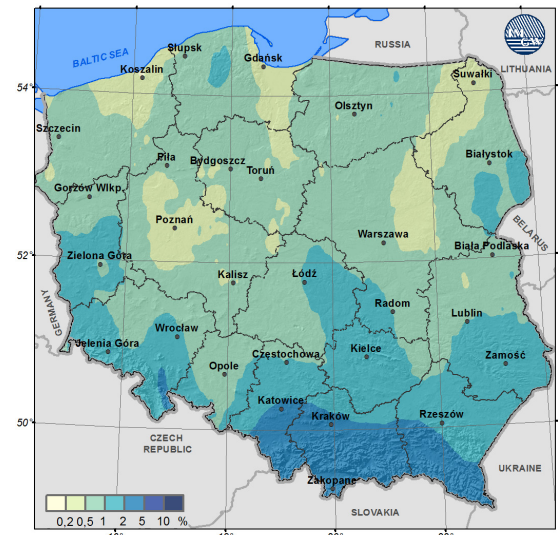 IMGW
BALTIC SEA
RUSSIA
LITHUANIA
Słupsk
Gdańsk
Koszalin
Suwałki
54°
Olsztyn
Szczecin
Białystok
Piła
Bydgoszcz
Toruń
Gorzów Wlkp.
Poznań
Warszawa
BELARUS
Biała Podlaska
52°
Zielona Góra
Kalisz
Łódź
Radom
GERMANY
Lublin
Wrocław
Jelenia Góra
Kielce
Częstochowa
Zamość
Opole
Katowice
Kraków
Rzeszów
50°
CZECH
REPUBLIC
UKRAINE
Zakopane
SLOVAKIA
0,2 0,5 1 2 5 10 %